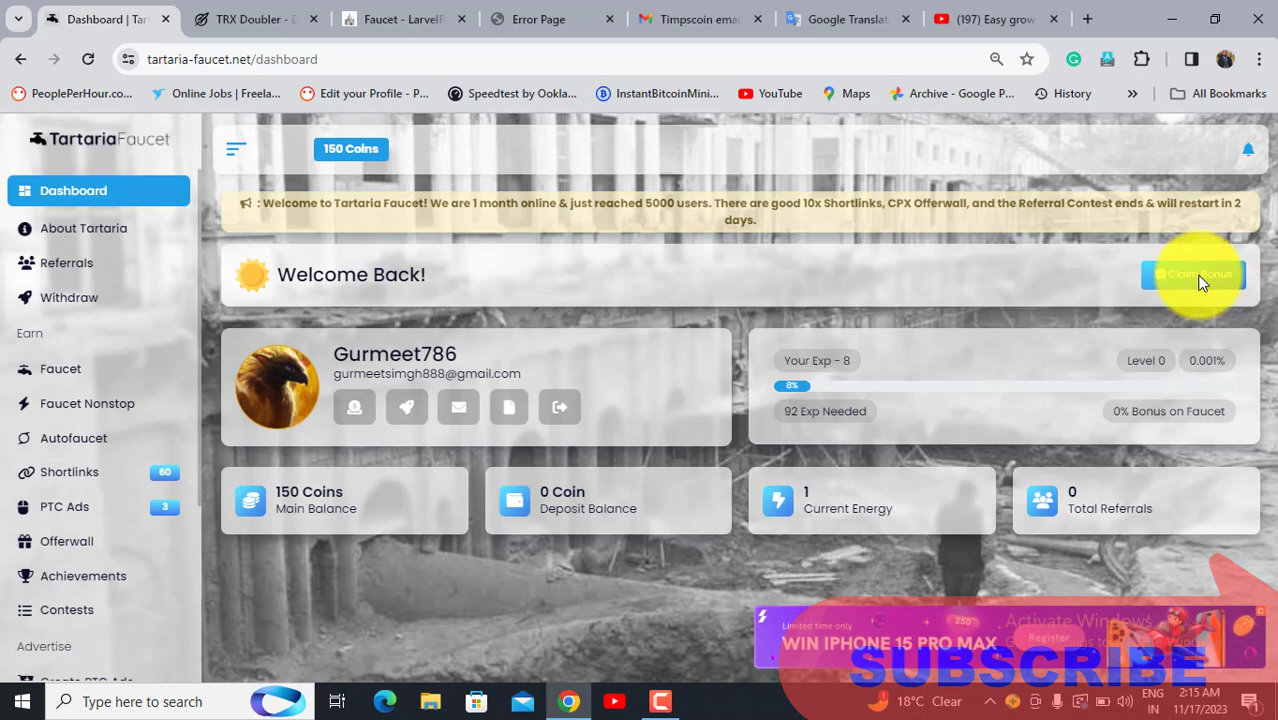 Dashboard | Tart
TRX Doubler - E
Faucet - LarvelF
Error Page
Timpscoin emai
Google Translat
(197) Easy grow
tartaria-faucet.net/dashboard
PeoplePerHour.co...
Online Jobs | Freela...
Edit your Profile - P...
Speedtest by Ookla...
InstantBitcoinMini...
YouTube
Maps
Archive - Google P...
History
»
All Bookmarks
TartariaFaucet
150 Coins
Dashboard
About Tartaria
Referrals
Withdraw
Earn
Faucet
Faucet Nonstop
Autofaucet
Shortlinks 60
PTC Ads 3
Offerwall
Achievements
Contests
Advertise
: Welcome to Tartaria Faucet! We are 1 month online & just reached 5000 users. There are good 10x Shortlinks, CPX Offerwall, and the Referral Contest ends & will restart in 2
days.
Welcome Back!
Claim Bonus
Gurmeet786
gurmeetsimgh888@gmail.com
Your Exp - 8
Level 0
0.001%
8%
92 Exp Needed
0% Bonus on Faucet
150 Coins
Main Balance
0 Coin
Deposit Balance
1
Current Energy
0
Total Referrals
Limited time only
WIN IPHONE 15 PRO MAX
250
Register
Activate Windows
SUBSCRIBE
Type here to search
18°C Clear
ENG
IN
2:15 AM
11/17/2023
1